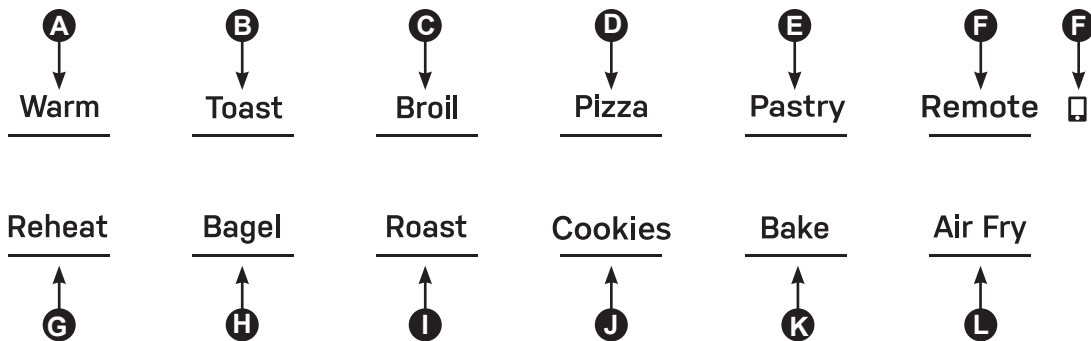 A B C D E F F
Warm Toast Broil Pizza Pastry Remote
Reheat Bagel Roast Cookies Bake Air Fry
G H I J K L